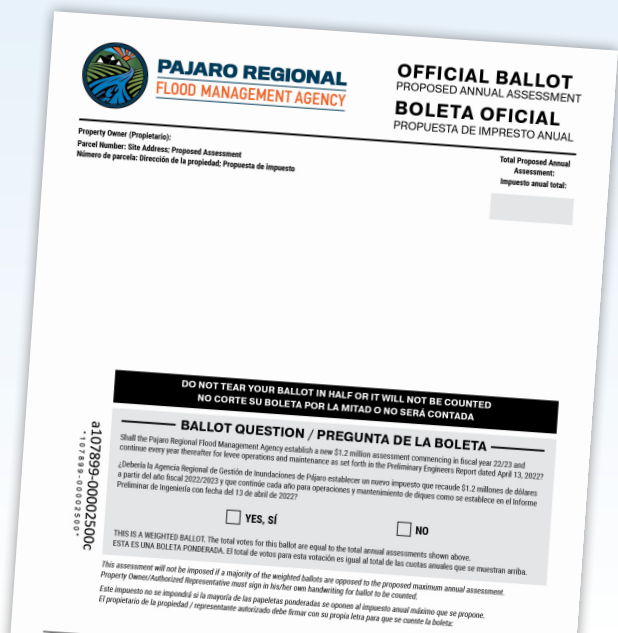 PAJARO REGIONAL
FLOOD MANAGEMENT AGENCY
OFFICIAL BALLOT
PROPOSED ANNUAL ASSESSMENT
BOLETA OFICIAL
PROPUESTA DE IMPRESTO ANUAL
Property Owner (Propietario):
Parcel Number: Site Address; Proposed Assessment
Número de parcela: Dirección de la propiedad; Propuesta de impuesto
Total Proposed Annual
Assessment:
Impuesto anual total:
DO NOT TEAR YOUR BALLOT IN HALF OR IT WILL NOT BE COUNTED
NO CORTE SU BOLETA POR LA MITAD O NO SERÁ CONTADA
BALLOT QUESTION / PREGUNTA DE LA BOLETA
Shall the Pajaro Regional Flood Management Agency establish a new $1.2 million assessment commencing in fiscal year 22/23 and
continue every year thereafter for levee operations and maintenance as set forth in the Preliminary Engineers Report dated April 13, 2022?
¿Debería la Agencia Regional de Gestión de Inundaciones de Pájaro establecer un nuevo impuesto que recaude $1.2 millones de dólares
a partir del año fiscal 2022/2023 y que continúe cada año para operaciones y mantenimiento de diques como se establece en el Informe
Preliminar de Ingeniería con fecha del 13 de abril de 2022?
YES, SÍ
NO
THIS IS A WEIGHTED BALLOT. The total votes for this ballot are equal to the total annual assessments shown above.
ESTA ES UNA BOLETA PONDERADA. El total de votos para esta votación es igual al total de las cuotas anuales que se muestran arriba.
This assessment will not be imposed if a majority of the weighted ballots are opposed to the proposed maximum annual assessment.
Property Owner/Authorized Representative must sign in his/her own handwriting for ballot to be counted.
Este impuesto no se impondrá si la mayoría de las papeletas ponderadas se oponen al impuesto anual máximo que se propone.
El propietario de la propiedad / representante autorizado debe firmar con su propia letra para que se cuente la boleta:
a107899-00002500c
*107899-00002500*